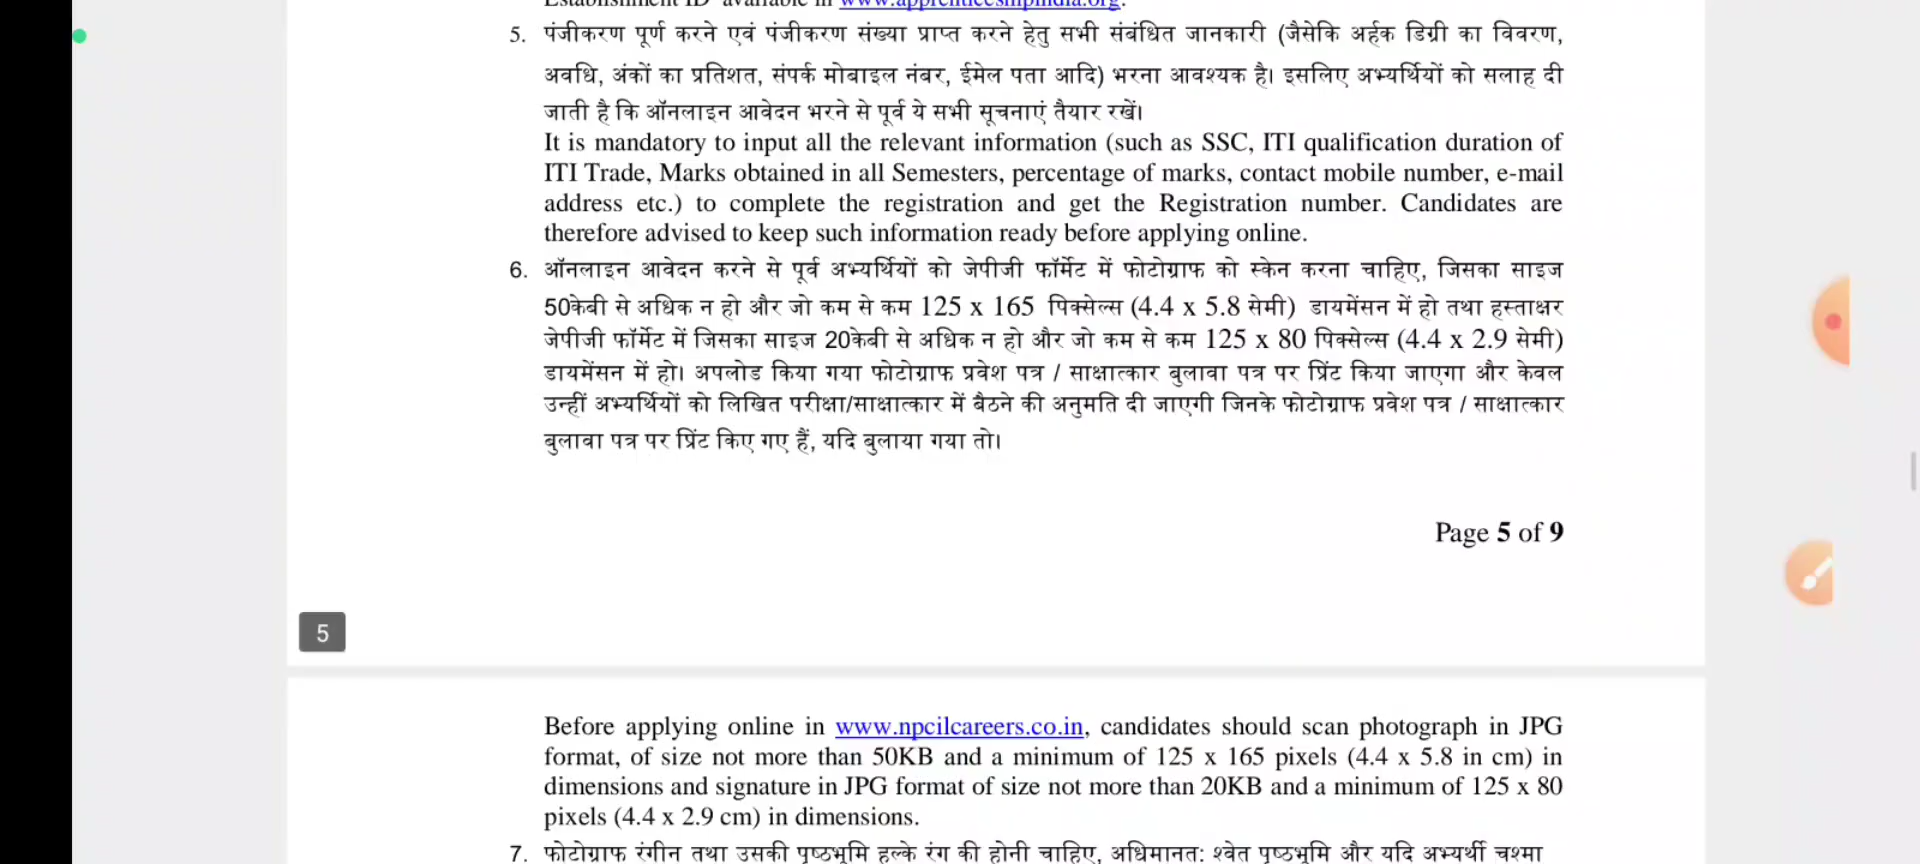 Establishment ID available in www.apprenticeshipindia.org.
5. पंजीकरण पूर्ण करने एवं पंजीकरण संख्या प्राप्त करने हेतु सभी संबंधित जानकारी (जैसेकि अर्हक डिग्री का विवरण,
अवधि, अंकों का प्रतिशत, संपर्क मोबाइल नंबर, ईमेल पता आदि) भरना आवश्यक है। इसलिए अभ्यर्थियों को सलाह दी
जाती है कि ऑनलाइन आवेदन भरने से पूर्व ये सभी सूचनाएं तैयार रखें।
It is mandatory to input all the relevant information (such as SSC, ITI qualification duration of
ITI Trade, Marks obtained in all Semesters, percentage of marks, contact mobile number, e-mail
address etc.) to complete the registration and get the Registration number. Candidates are
therefore advised to keep such information ready before applying online.
6. ऑनलाइन आवेदन करने से पूर्व अभ्यर्थियों को जेपीजी फॉर्मेट में फोटोग्राफ को स्केन करना चाहिए, जिसका साइज
50केबी से अधिक न हो और जो कम से कम 125 x 165 पिक्सेल्स (4.4 x 5.8 सेमी) डायमेंसन में हो तथा हस्ताक्षर
जेपीजी फॉर्मेट में जिसका साइज 20केबी से अधिक न हो और जो कम से कम 125 x 80 पिक्सेल्स (4.4 x 2.9 सेमी)
डायमेंसन में हो। अपलोड किया गया फोटोग्राफ प्रवेश पत्र / साक्षात्कार बुलावा पत्र पर प्रिंट किया जाएगा और केवल
उन्हीं अभ्यर्थियों को लिखित परीक्षा/साक्षात्कार में बैठने की अनुमति दी जाएगी जिनके फोटोग्राफ प्रवेश पत्र / साक्षात्कार
बुलावा पत्र पर प्रिंट किए गए हैं, यदि बुलाया गया तो।
Page 5 of 9
5
Before applying online in www.npcilcareers.co.in, candidates should scan photograph in JPG
format, of size not more than 50KB and a minimum of 125 x 165 pixels (4.4 x 5.8 in cm) in
dimensions and signature in JPG format of size not more than 20KB and a minimum of 125 x 80
pixels (4.4 x 2.9 cm) in dimensions.
7. फोटोग्राफ रंगीन तथा उसकी पृष्ठभूमि हल्के रंग की होनी चाहिए, अधिमानत: श्वेत पृष्ठभूमि और यदि अभ्यर्थी चश्मा